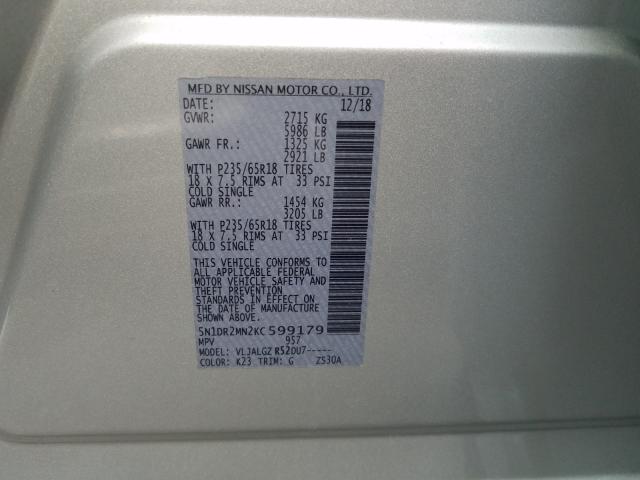 MFD BY NISSAN MOTOR CO., LTD.
DATE: 12/18
GVWR: 2715 KG
5986 LB
GAWR FR.: 1325 KG
2921 LB
WITH P235/65R18 TIRES
18 X 7.5 RIMS AT 33 PSI
COLD SINGLE
GAWR RR.: 1454 KG
3205 LB
WITH P235/65R18 TIRES
18 X 7.5 RIMS AT 33 PSI
COLD SINGLE
THIS VEHICLE CONFORMS TO
ALL APPLICABLE FEDERAL
MOTOR VEHICLE SAFETY AND
THEFT PREVENTION
STANDARDS IN EFFECT ON
THE DATE OF MANUFACTURE
SHOWN ABOVE.
5N1DR2MN2KC599179
MPV 957
MODEL: VLJALGZ R52DU7-----
COLOR: K23 TRIM: G Z530A